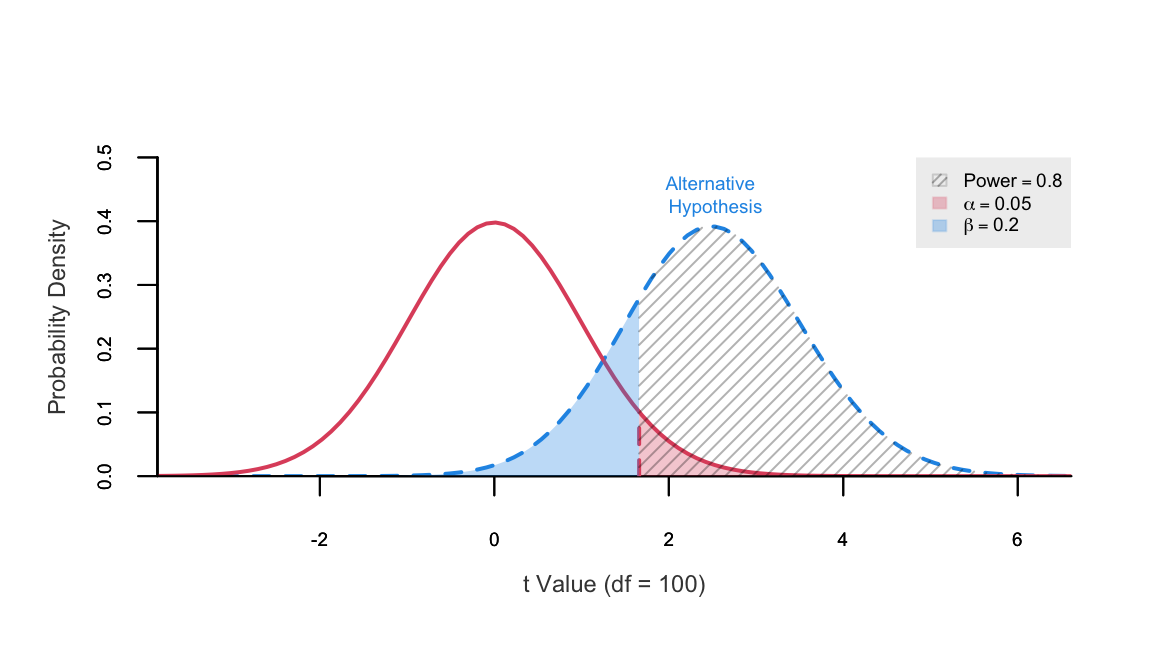 Alternative
Hypothesis
Power = 0.8
α = 0.05
β = 0.2
Probability Density
0.5
0.4
0.3
0.2
0.1
0.0
-2
0
2
4
6
t Value (df = 100)